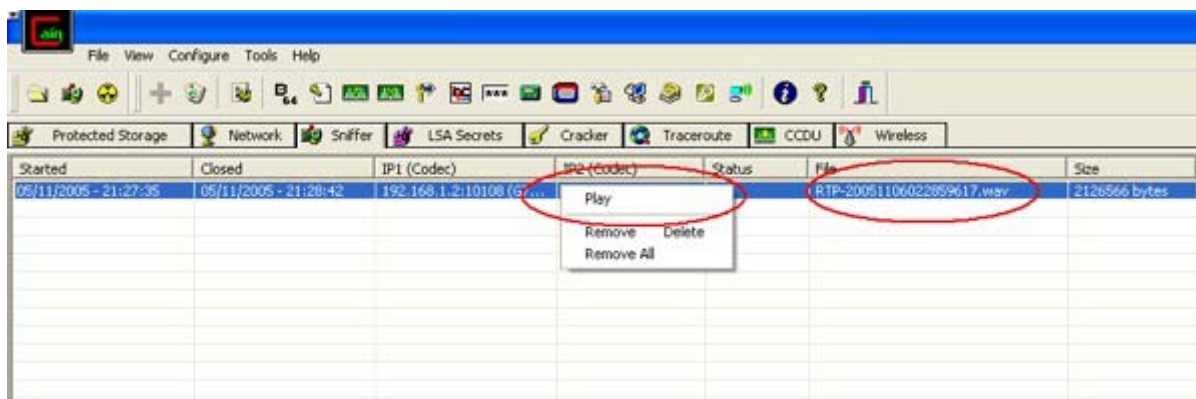 ain
File View Configure Tools Help
B64
Protected Storage Network Sniffer LSA Secrets Cracker Traceroute CCDU Wireless
Started Closed IP1 (Codec) IP2 (Codec) Status File Size
05/11/2005 - 21:27:35 05/11/2005 - 21:28:42 192.168.1.2:10108 (G... RTP-20051106022859617.wav 2126566 bytes
Play
Remove Delete
Remove All